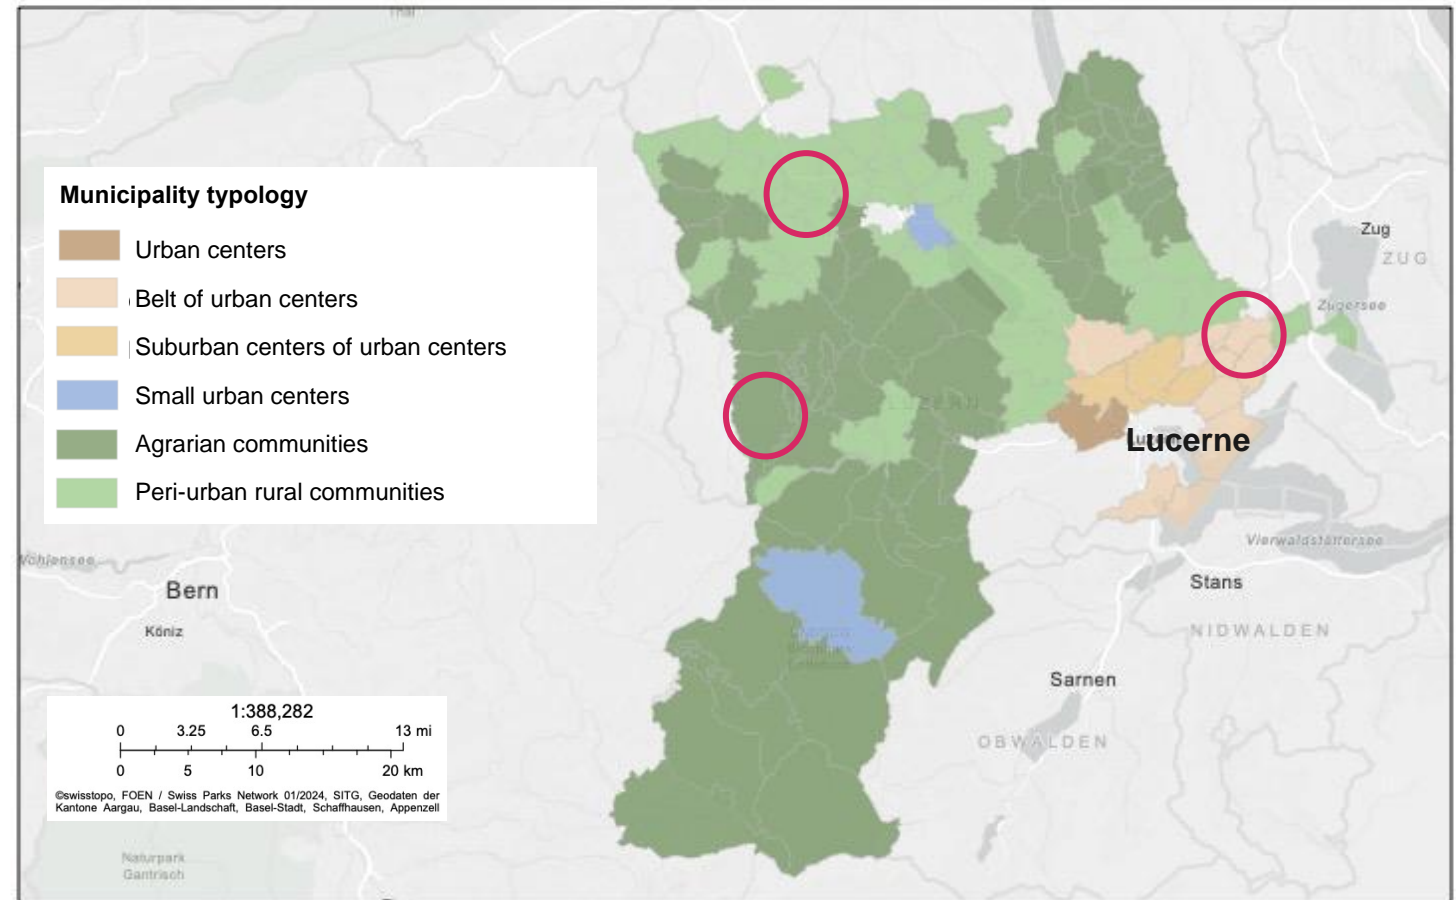 Thal
Municipality typology
Urban centers
Belt of urban centers
Suburban centers of urban centers
Small urban centers
Agrarian communities
Peri-urban rural communities
Zug
ZUG
Zugersee
LUZERN
Lucerne
Vierwaldstättersee
Wohlensee
Bern
Köniz
Stans
NIDWALDEN
Sarnen
OBWALDEN
1:388,282
0 3.25 6.5 13 mi
0 5 10 20 km
©swisstopo, FOEN / Swiss Parks Network 01/2024, SITG, Geodaten der
Kantone Aargau, Basel-Landschaft, Basel-Stadt, Schaffhausen, Appenzell
Naturpark
Gantrisch